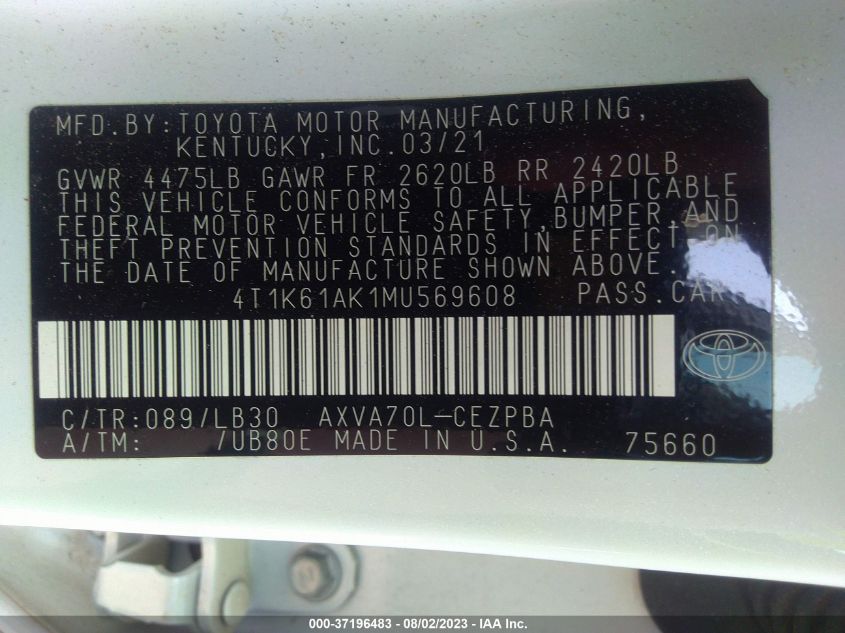 MFD.BY:TOYOTA MOTOR MANUFACTURING,
KENTUCKY,INC.03/21
GVWR 4475LB GAWR FR 2620LB RR 2420LB
THIS VEHICLE CONFORMS TO ALL APPLICABLE
FEDERAL MOTOR VEHICLE SAFETY,BUMPER,AND
THEFT PREVENTION STANDARDS IN EFFECT ON
THE DATE OF MANUFACTURE SHOWN ABOVE.
4T1K61AK1MU569608 PASS.CAR
C/TR:089/LB30 AXVA70L-CEZPBA
A/TM: /UB80E MADE IN U.S.A. 75660
000-37196483 - 08/02/2023 - IAA Inc.